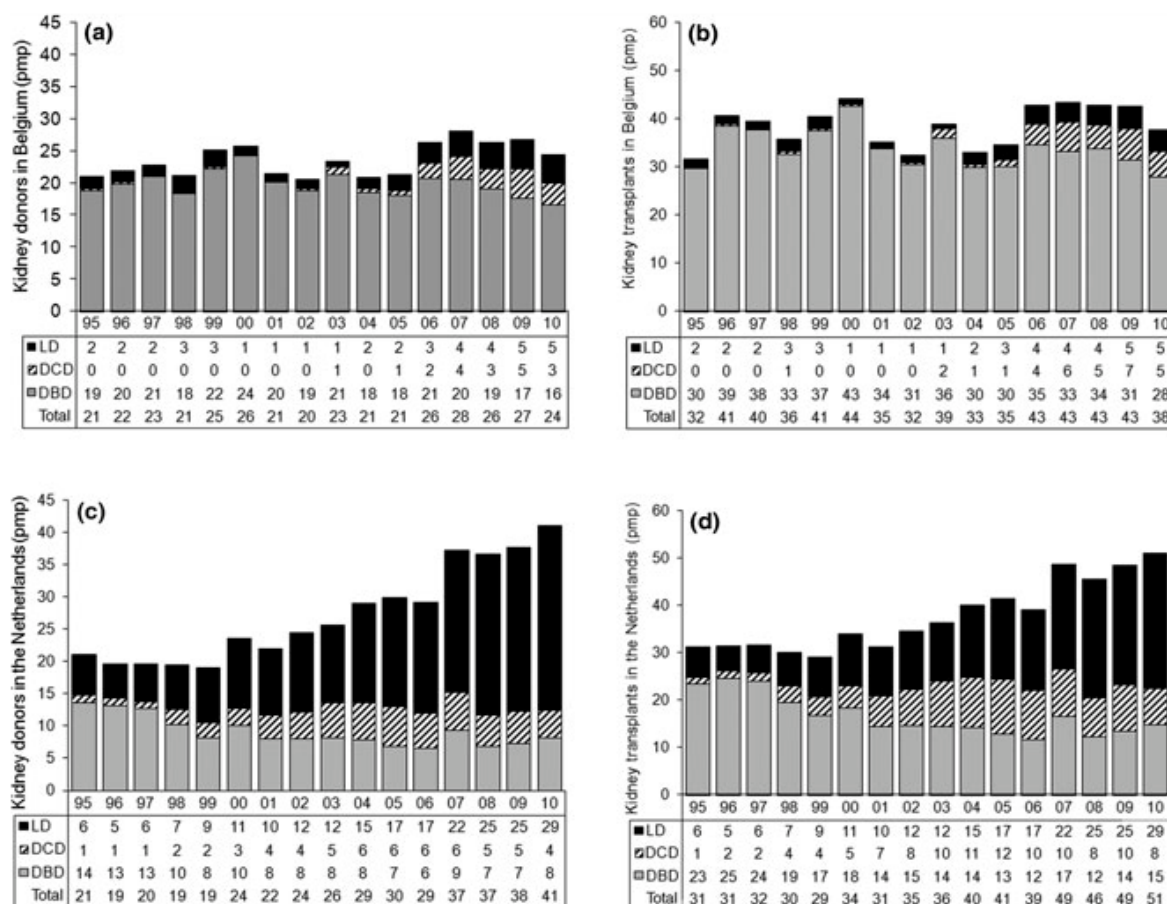 (a)
Kidney donors in Belgium (pmp)
45
40
35
30
25
20
15
10
5
0
95 96 97 98 99 00 01 02 03 04 05 06 07 08 09 10
LD 2 2 2 3 3 1 1 1 1 2 2 3 4 4 5 5
DCD 0 0 0 0 0 0 0 0 1 0 1 2 4 3 5 3
DBD 19 20 21 18 22 24 20 19 21 18 18 21 20 19 17 16
Total 21 22 23 21 25 26 21 20 23 21 21 26 28 26 27 24
(b)
Kidney transplants in Belgium (pmp)
60
50
40
30
20
10
0
95 96 97 98 99 00 01 02 03 04 05 06 07 08 09 10
LD 2 2 2 3 3 1 1 1 1 2 3 4 4 4 5 5
DCD 0 0 0 1 0 0 0 0 2 1 1 4 6 5 7 5
DBD 30 39 38 33 37 43 34 31 36 30 30 35 33 34 31 28
Total 32 41 40 36 41 44 35 32 39 33 35 43 43 43 43 38
(c)
Kidney donors in the Netherlands (pmp)
45
40
35
30
25
20
15
10
5
0
95 96 97 98 99 00 01 02 03 04 05 06 07 08 09 10
LD 6 5 6 7 9 11 10 12 12 15 17 17 22 25 25 29
DCD 1 1 1 2 2 3 4 4 5 6 6 6 6 5 5 4
DBD 14 13 13 10 8 10 8 8 8 8 7 6 9 7 7 8
Total 21 19 20 19 19 24 22 24 26 29 30 29 37 37 38 41
(d)
Kidney transplants in the Netherlands (pmp)
60
50
40
30
20
10
0
95 96 97 98 99 00 01 02 03 04 05 06 07 08 09 10
LD 6 5 6 7 9 11 10 12 12 15 17 17 22 25 25 29
DCD 1 2 2 4 4 5 7 8 10 11 12 10 10 8 10 8
DBD 23 25 24 19 17 18 14 15 14 14 13 12 17 12 14 15
Total 31 31 32 30 29 34 31 35 36 40 41 39 49 46 49 51